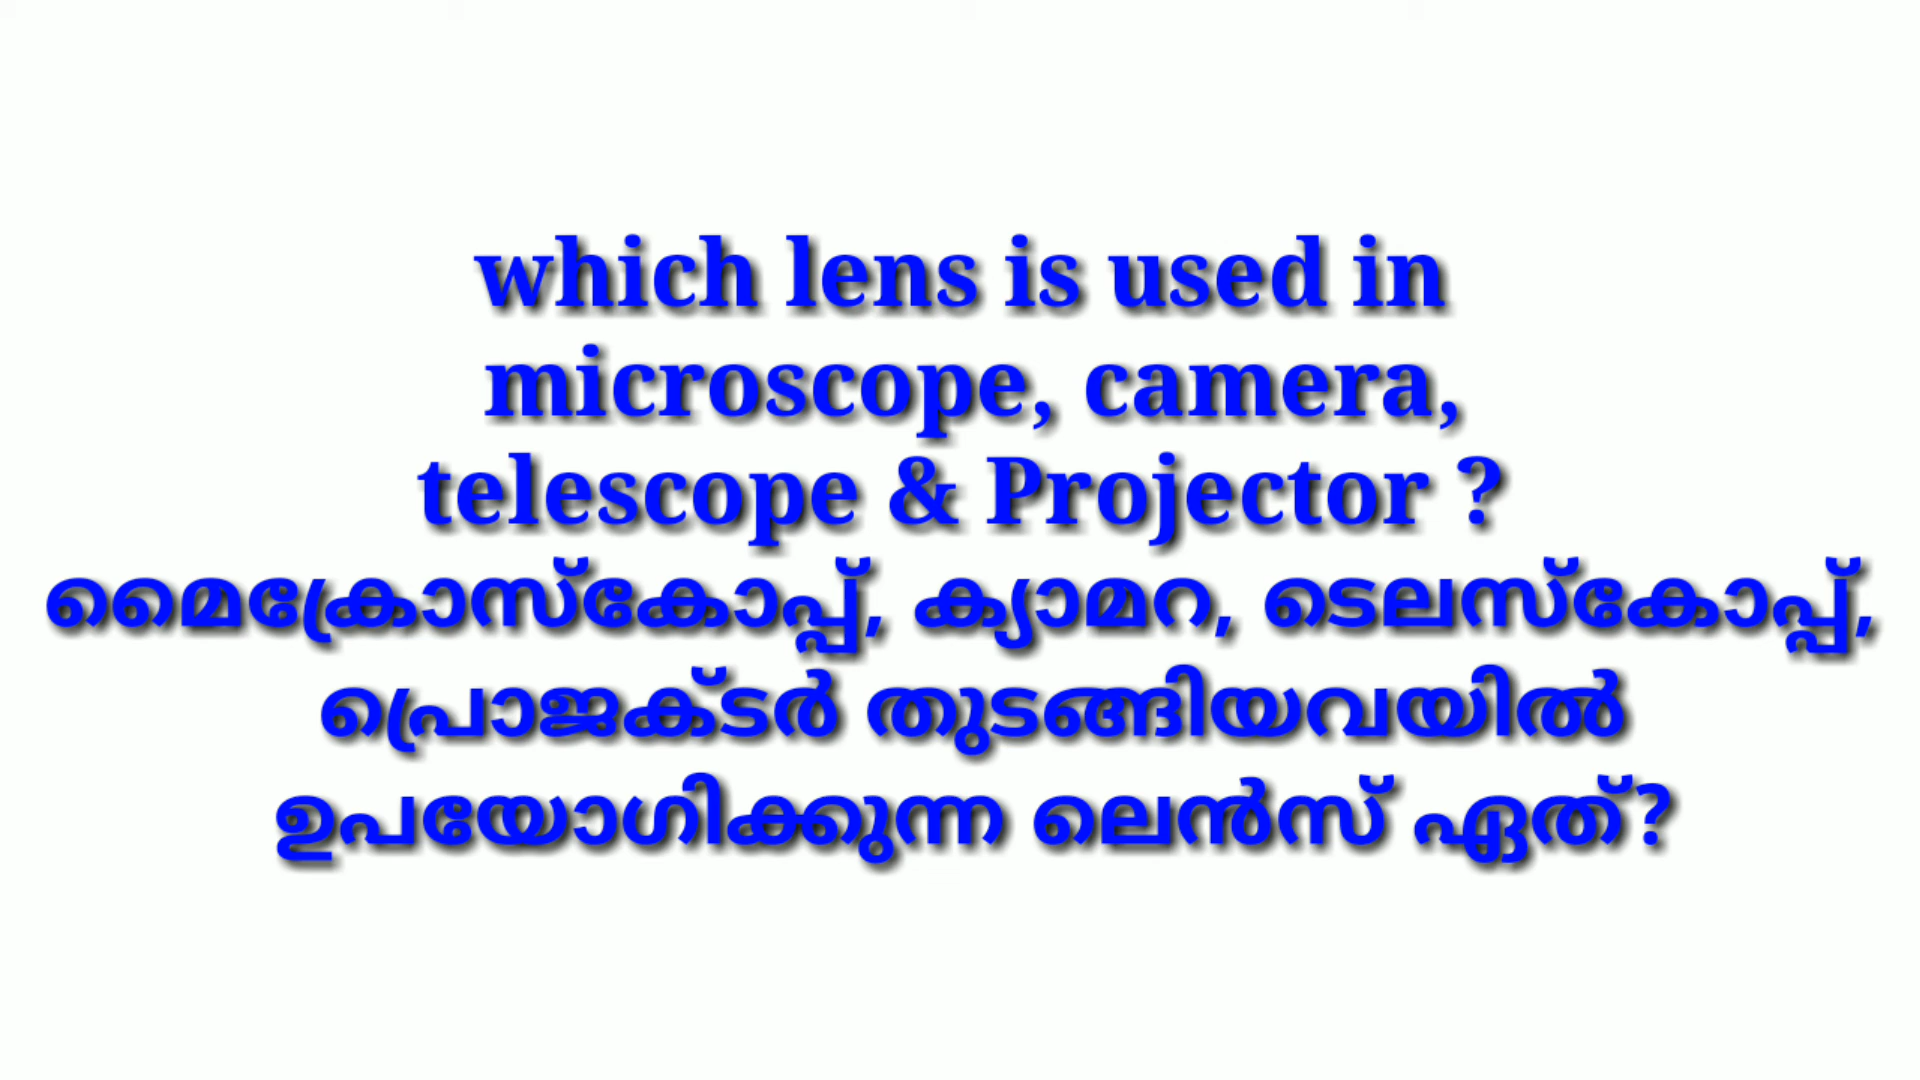 which lens is used in
microscope, camera,
telescope & Projector ?
മൈക്രോസ്കോപ്പ്, ക്യാമറ, ടെലസ്കോപ്പ്,
പ്രൊജക്ടർ തുടങ്ങിയവയിൽ
ഉപയോഗിക്കുന്ന ലെൻസ് ഏത്?